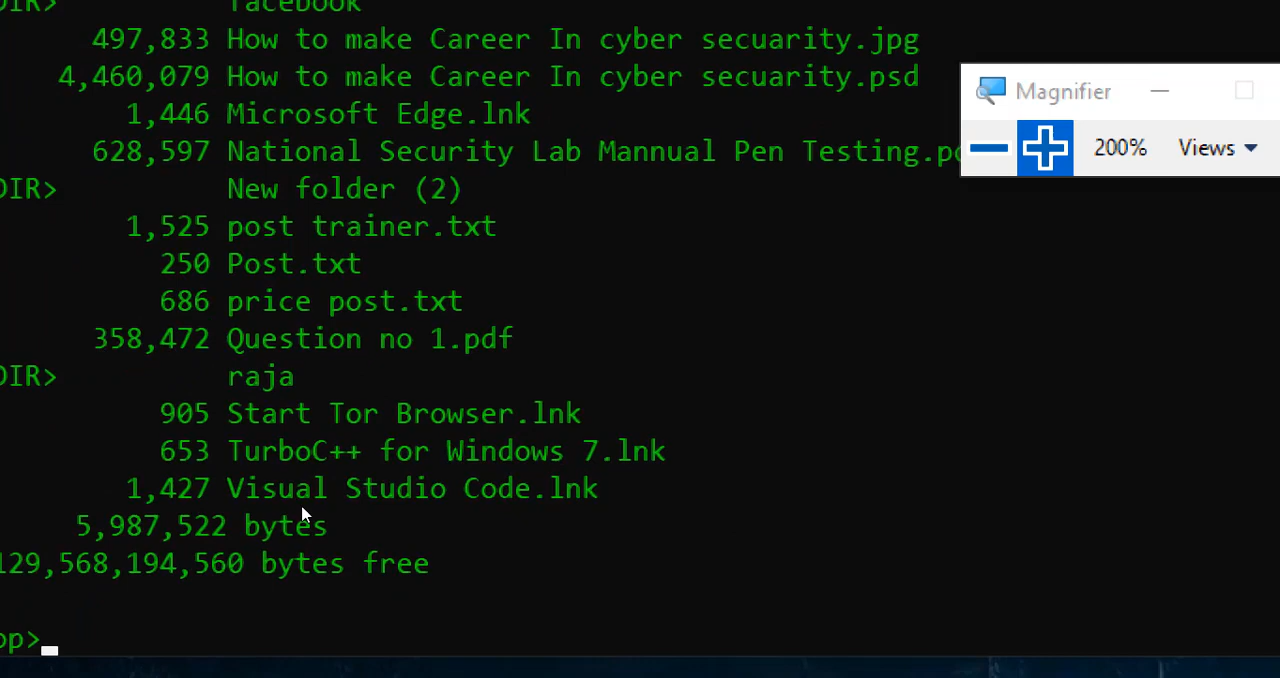 DIR> facebook
497,833 How to make Career In cyber secuarity.jpg
4,460,079 How to make Career In cyber secuarity.psd
Magnifier
1,446 Microsoft Edge.lnk
628,597 National Security Lab Mannual Pen Testing.
200% Views
DIR> New folder (2)
1,525 post trainer.txt
250 Post.txt
686 price post.txt
358,472 Question no 1.pdf
DIR> raja
905 Start Tor Browser.lnk
653 TurboC++ for Windows 7.lnk
1,427 Visual Studio Code.lnk
5,987,522 bytes
129,568,194,560 bytes free
op>